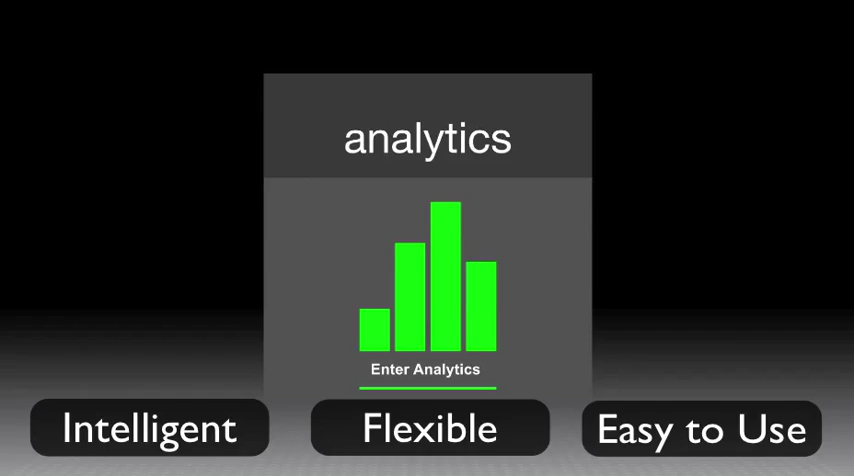 analytics
Enter Analytics
Intelligent
Flexible
Easy to Use